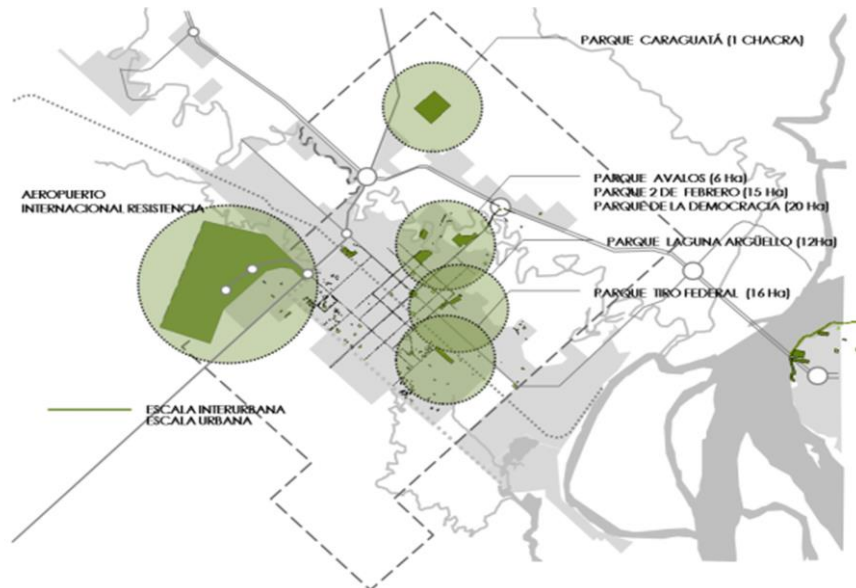 PARQUE CARAGUATÁ (1 CHACRA)
PARQUE AVALOS (6 Ha)
PARQUE 2 DE FEBRERO (15 Ha)
PARQUE DE LA DEMOCRACIA (20 Ha)
AEROPUERTO
INTERNACIONAL RESISTENCIA
PARQUE LAGUNA ARGÜELLO (12Ha)
PARQUE TIRO FEDERAL (16 Ha)
ESCALA INTERURBANA
ESCALA URBANA